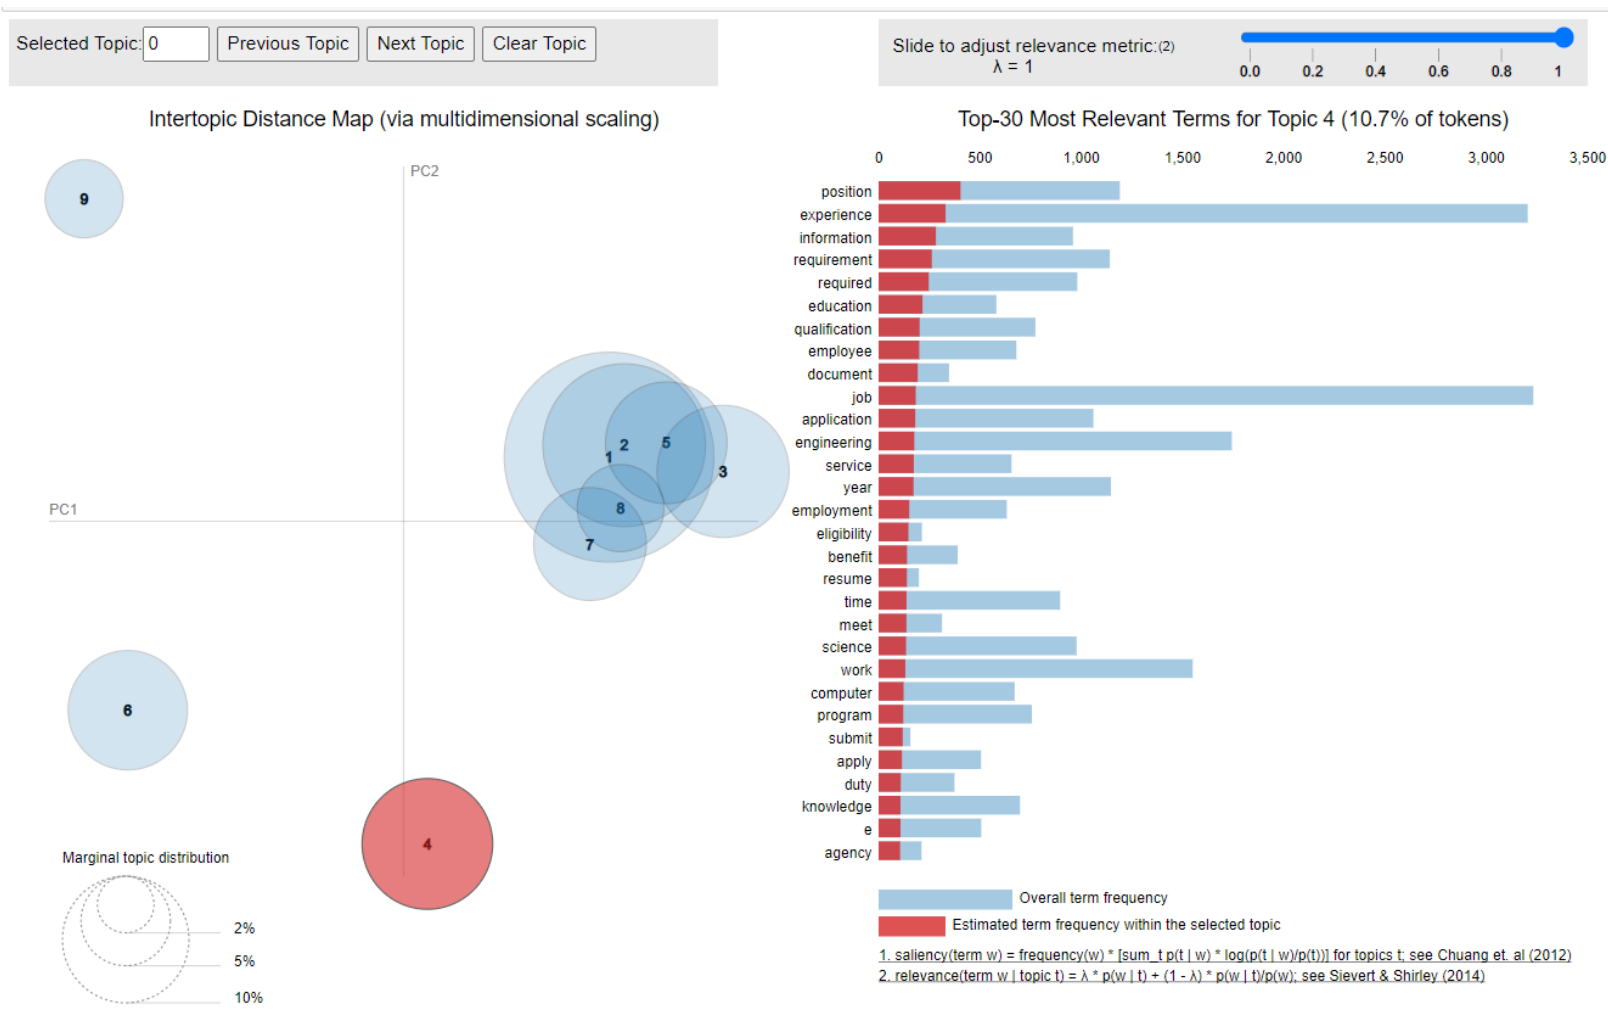 Selected Topic: 0 Previous Topic Next Topic Clear Topic
Slide to adjust relevance metric:(2)
λ = 1
0.0 0.2 0.4 0.6 0.8 1
Intertopic Distance Map (via multidimensional scaling)
PC2
PC1
9
2
5
1
3
8
7
6
4
Marginal topic distribution
2%
5%
10%
Top-30 Most Relevant Terms for Topic 4 (10.7% of tokens)
0 500 1,000 1,500 2,000 2,500 3,000 3,500
position
experience
information
requirement
required
education
qualification
employee
document
job
application
engineering
service
year
employment
eligibility
benefit
resume
time
meet
science
work
computer
program
submit
apply
duty
knowledge
e
agency
Overall term frequency
Estimated term frequency within the selected topic
1. saliency(term w) = frequency(w) * [sum_t p(t | w) * log(p(t | w)/p(t))] for topics t; see Chuang et. al (2012)
2. relevance(term w | topic t) = λ * p(w | t) + (1 - λ) * p(w | t)/p(w); see Sievert & Shirley (2014)